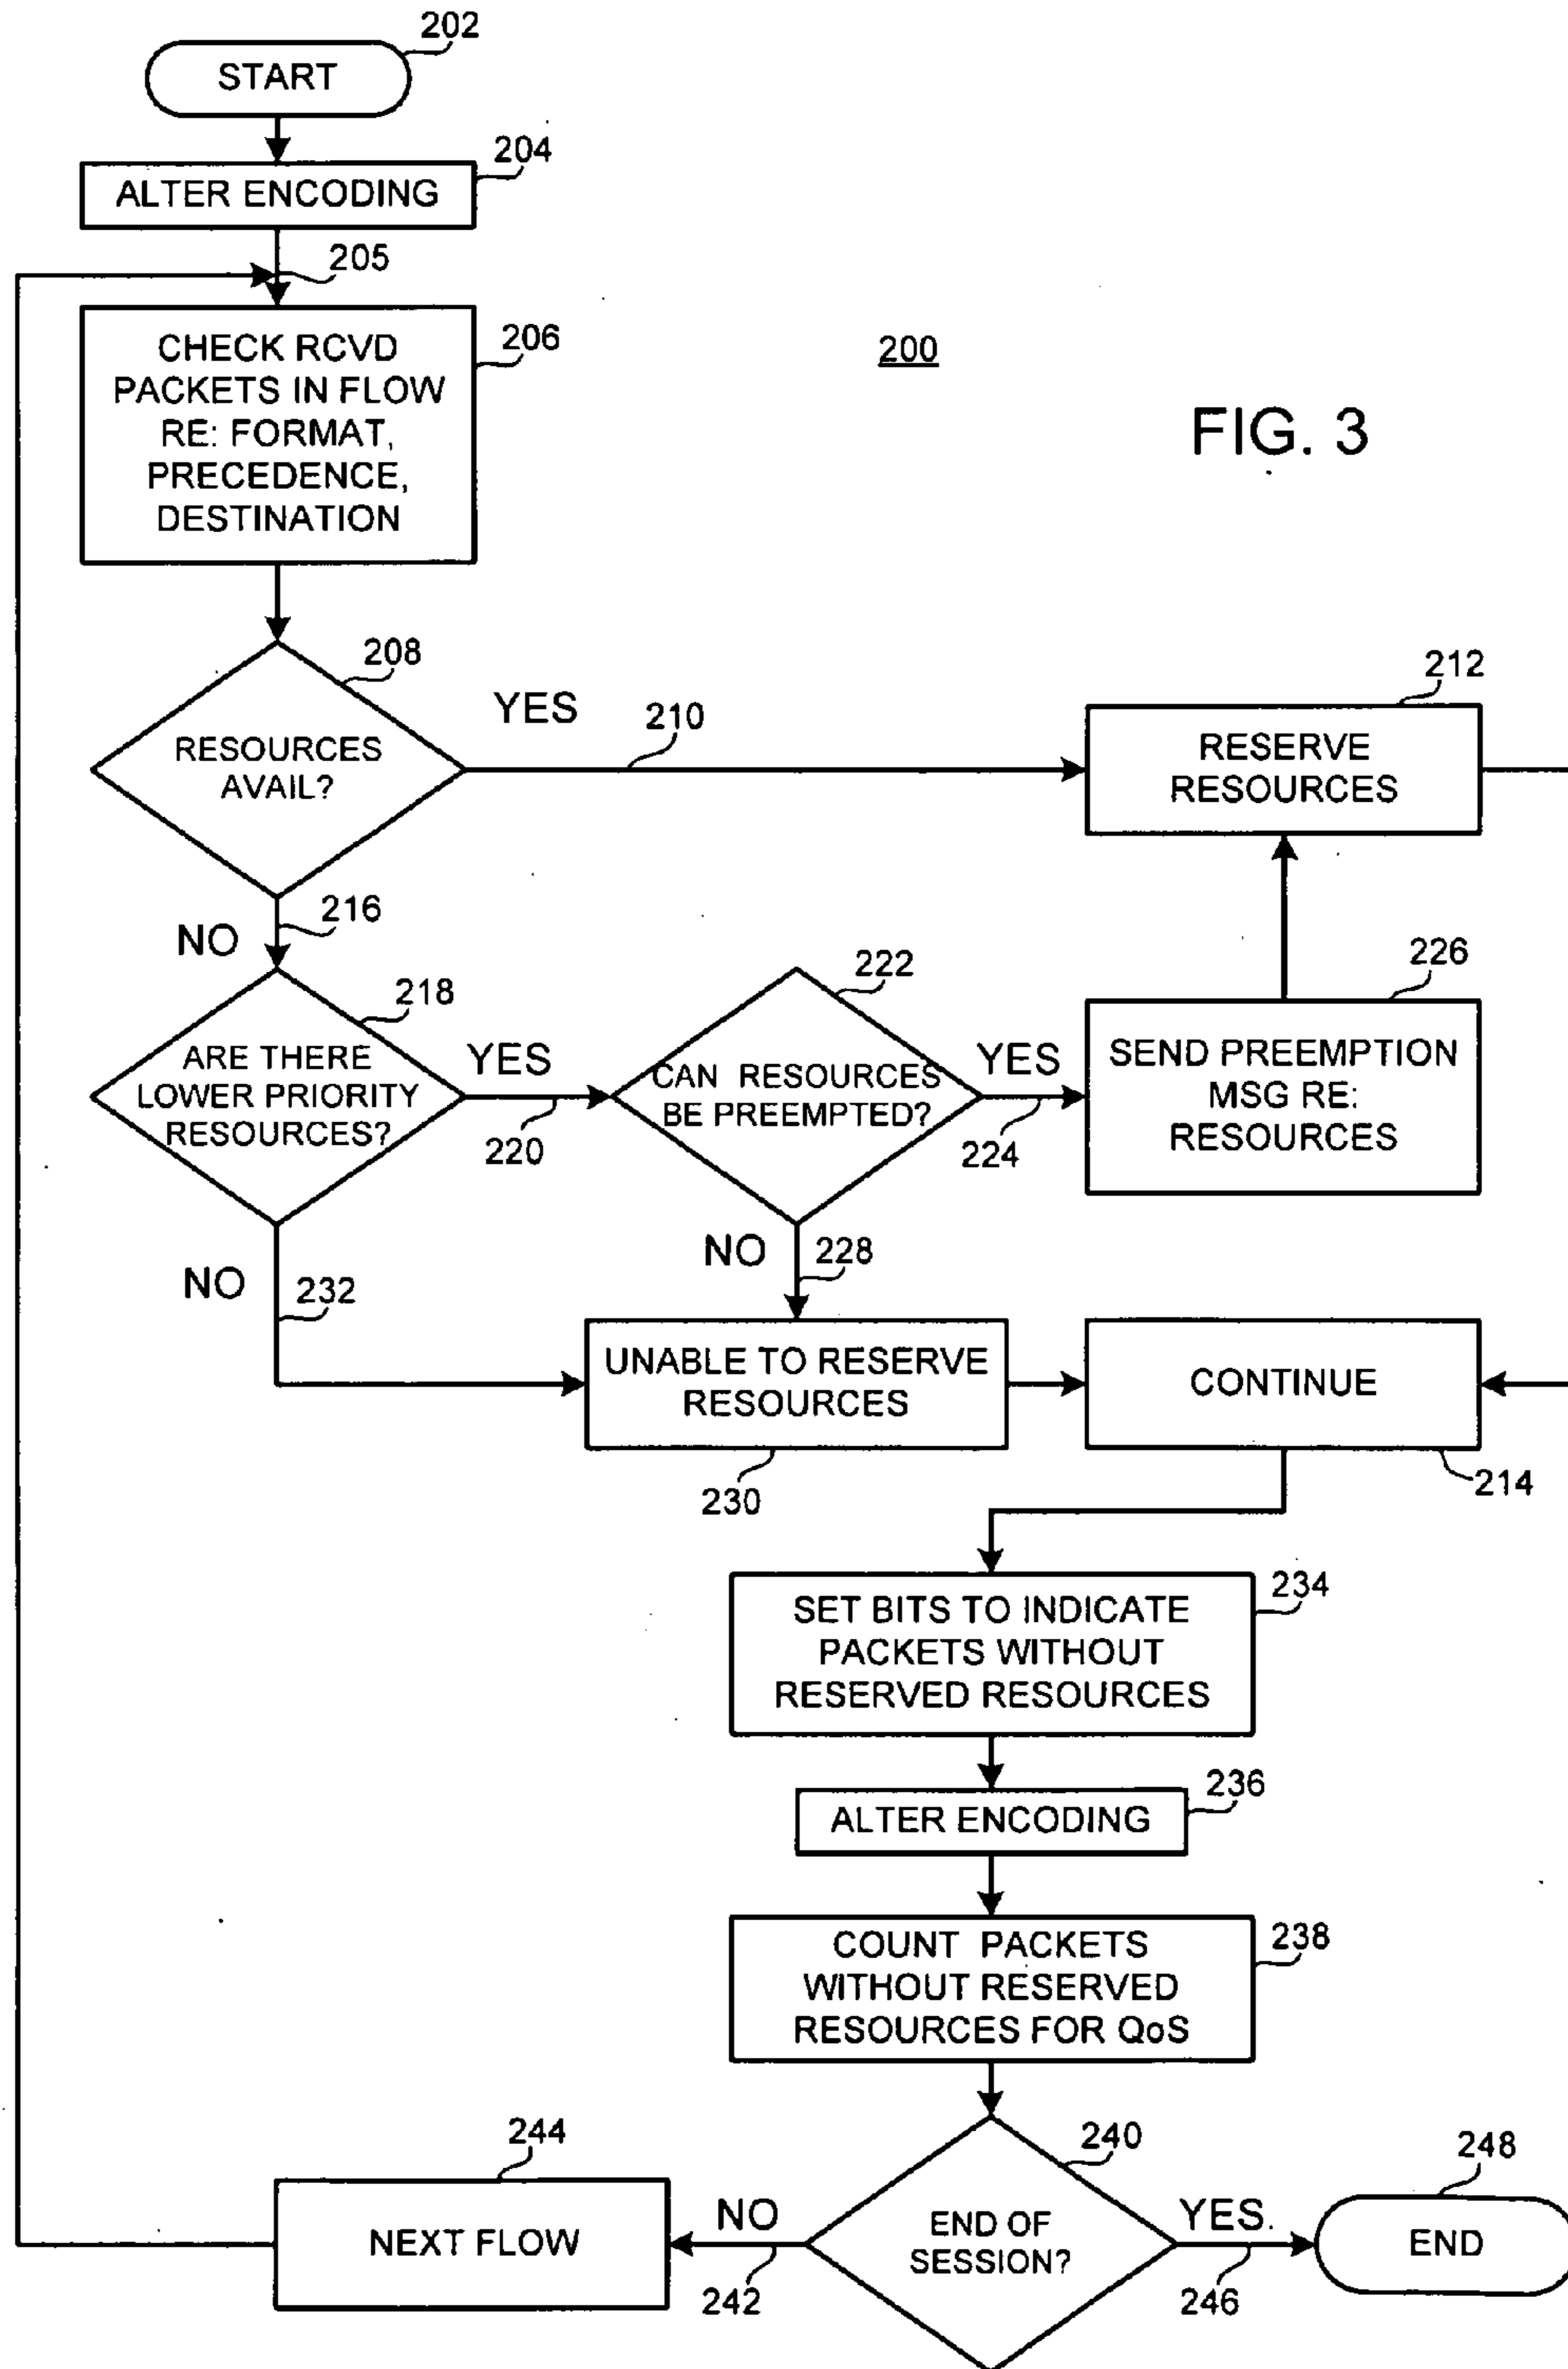 202
START
204
ALTER ENCODING
205
206
CHECK RCVD
PACKETS IN FLOW
RE: FORMAT,
PRECEDENCE,
DESTINATION
200
FIG. 3
208
RESOURCES
AVAIL?
YES
210
212
RESERVE
RESOURCES
NO
216
218
ARE THERE
LOWER PRIORITY
RESOURCES?
YES
220
222
CAN RESOURCES
BE PREEMPTED?
YES
224
226
SEND PREEMPTION
MSG RE:
RESOURCES
NO
232
NO
228
UNABLE TO RESERVE
RESOURCES
230
CONTINUE
214
234
SET BITS TO INDICATE
PACKETS WITHOUT
RESERVED RESOURCES
236
ALTER ENCODING
238
COUNT PACKETS
WITHOUT RESERVED
RESOURCES FOR QoS
240
END OF
SESSION?
NO
242
244
NEXT FLOW
YES.
246
248
END